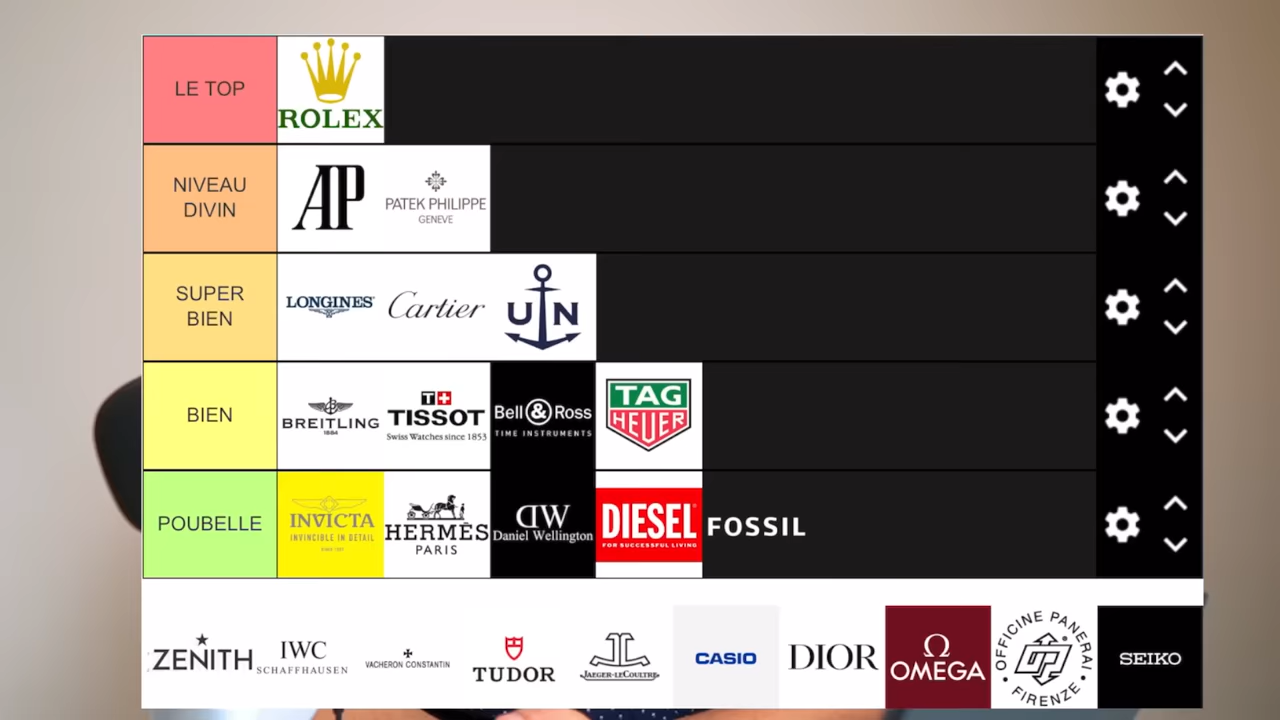 LE TOP
ROLEX
NIVEAU
DIVIN
AP
PATEK PHILIPPE
GENEVE
SUPER
BIEN
LONGINES
Cartier
UN
BIEN
BREITLING
1884
T+
TISSOT
Swiss Watches since 1853
Bell & Ross
TIME INSTRUMENTS
TAG
HEUER
POUBELLE
INVICTA
INVINCIBLE IN DETAIL
HERMÈS
PARIS
DW
Daniel Wellington
DIESEL
FOR SUCCESSFUL LIVING
FOSSIL
ZENITH
IWC
SCHAFFHAUSEN
VACHERON CONSTANTIN
TUDOR
JAEGER-LECOULTRE
CASIO
DIOR
Ω
OMEGA
OFFICINE PANERAI
OP
FIRENZE
SEIKO